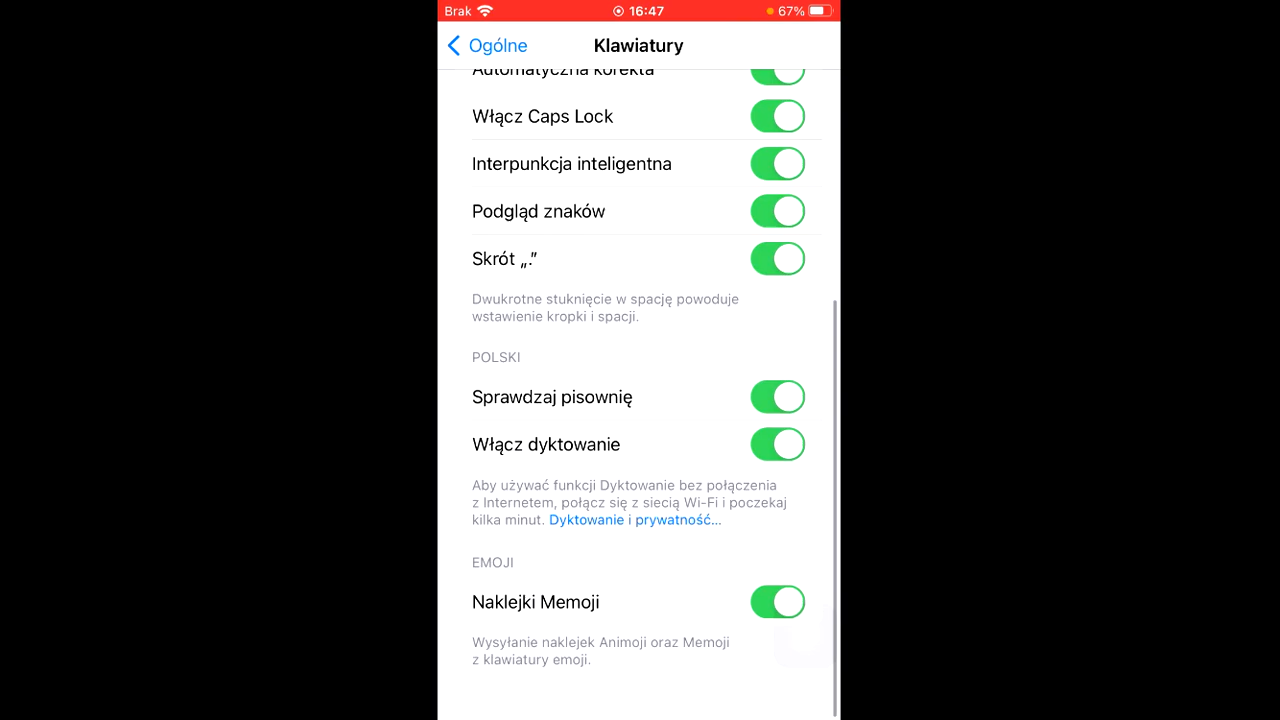 Brak 16:47 67%
Ogólne Klawiatury
Automatyczna korekta
Włącz Caps Lock
Interpunkcja inteligentna
Podgląd znaków
Skrót „.”
Dwukrotne stuknięcie w spację powoduje
wstawienie kropki i spacji.
POLSKI
Sprawdzaj pisownię
Włącz dyktowanie
Aby używać funkcji Dyktowanie bez połączenia
z Internetem, połącz się z siecią Wi-Fi i poczekaj
kilka minut. Dyktowanie i prywatność...
EMOJI
Naklejki Memoji
Wysyłanie naklejek Animoji oraz Memoji
z klawiatury emoji.